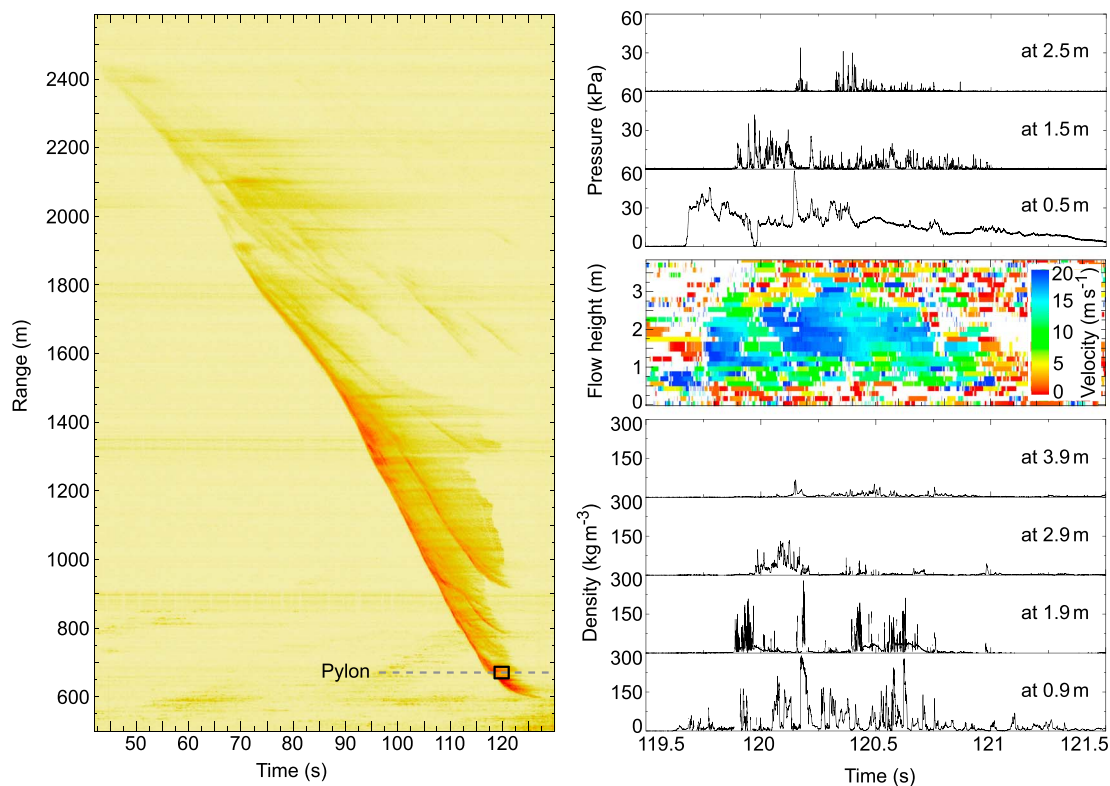 Range (m)
2400
2200
2000
1800
1600
1400
1200
1000
800
600
Pylon
50 60 70 80 90 100 110 120
Time (s)
Pressure (kPa)
60
30
at 2.5 m
60
30
at 1.5 m
60
30
0
at 0.5 m
Flow height (m)
3
2
1
0
20
15
10
5
0
Velocity (m s-1)
Density (kg m-3)
300
150
at 3.9 m
300
150
at 2.9 m
300
150
at 1.9 m
300
150
0
at 0.9 m
119.5 120 120.5 121 121.5
Time (s)